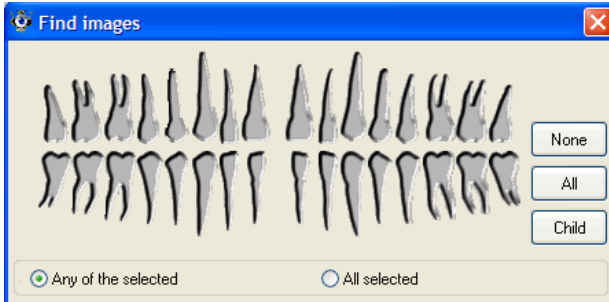 Find images
None
All
Child
Any of the selected
All selected